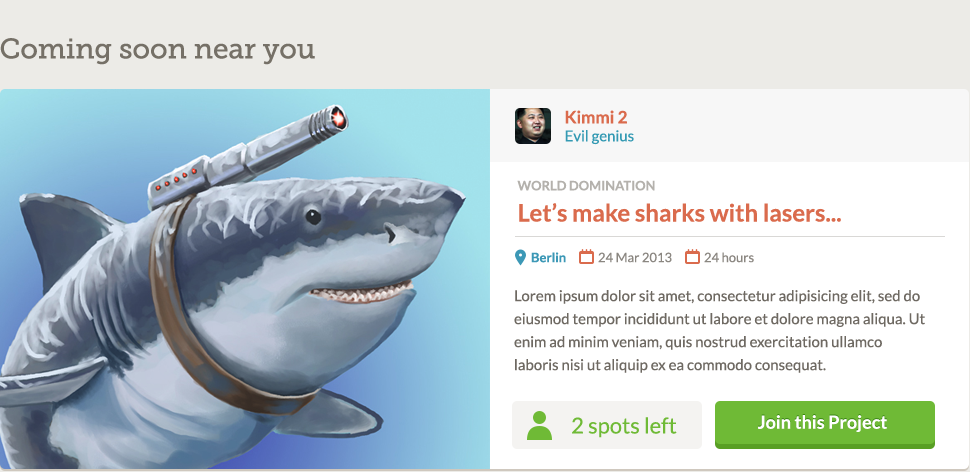 Coming soon near you
Kimmi 2
Evil genius
WORLD DOMINATION
Let's make sharks with lasers...
Berlin 24 Mar 2013 24 hours
Lorem ipsum dolor sit amet, consectetur adipisicing elit, sed do
eiusmod tempor incididunt ut labore et dolore magna aliqua. Ut
enim ad minim veniam, quis nostrud exercitation ullamco
laboris nisi ut aliquip ex ea commodo consequat.
2 spots left
Join this Project